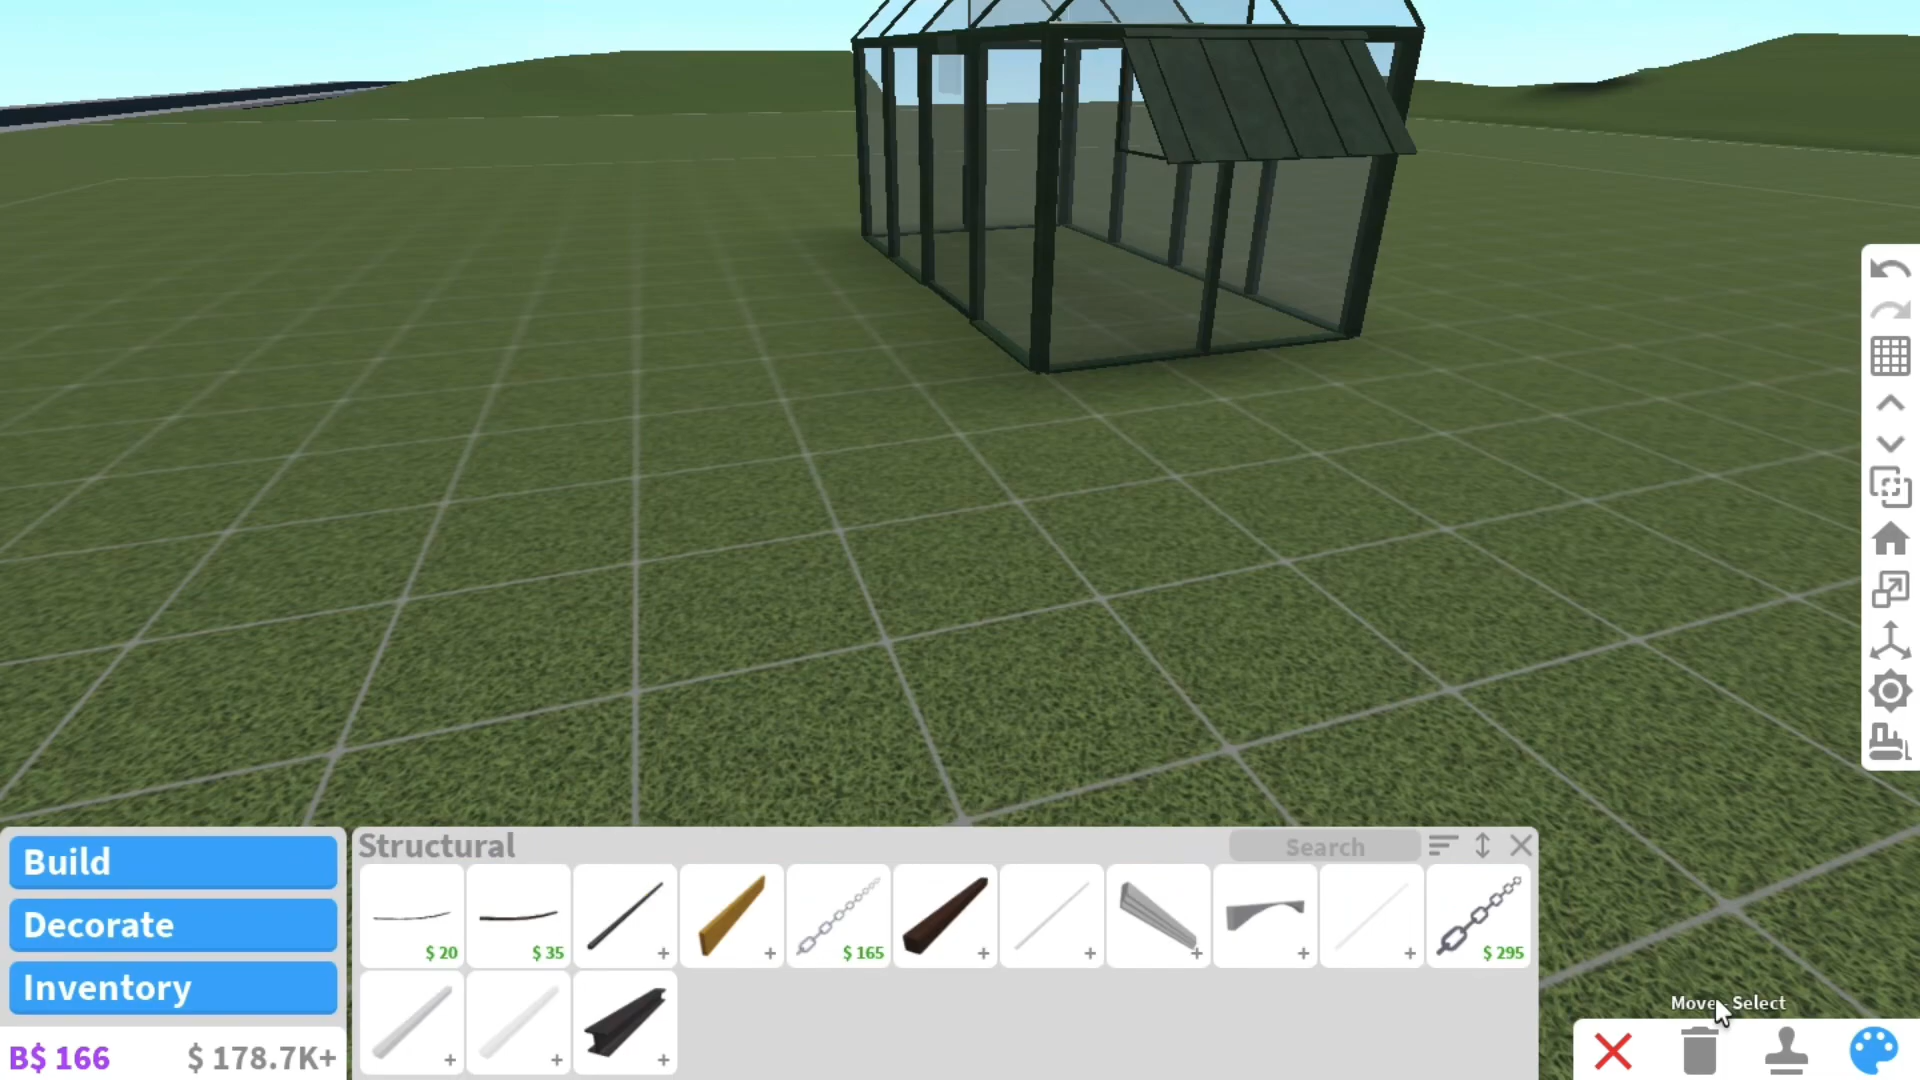 Structural
Search
Build
Decorate
Inventory
B$ 166
$ 178.7K+
$ 20
$ 35
+
+
$ 165
+
+
+
+
+
$ 295
+
+
+
Move - Select